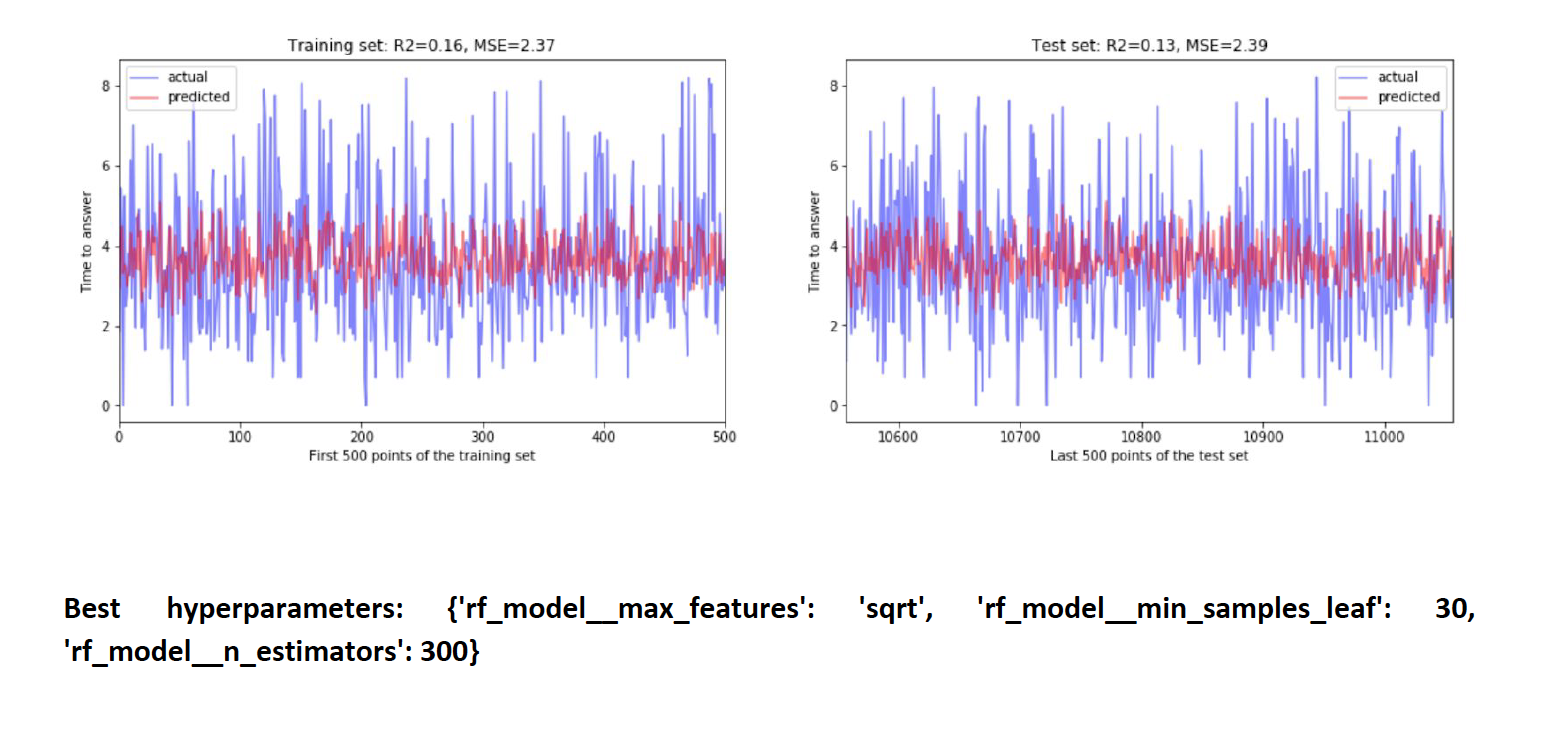 Training set: R2=0.16, MSE=2.37
actual
predicted
8
6
4
2
0
Time to answer
0 100 200 300 400 500
First 500 points of the training set
Test set: R2=0.13, MSE=2.39
actual
predicted
8
6
4
2
0
Time to answer
10600 10700 10800 10900 11000
Last 500 points of the test set
Best hyperparameters: {'rf_model__max_features': 'sqrt', 'rf_model__min_samples_leaf': 30,
'rf_model__n_estimators': 300}